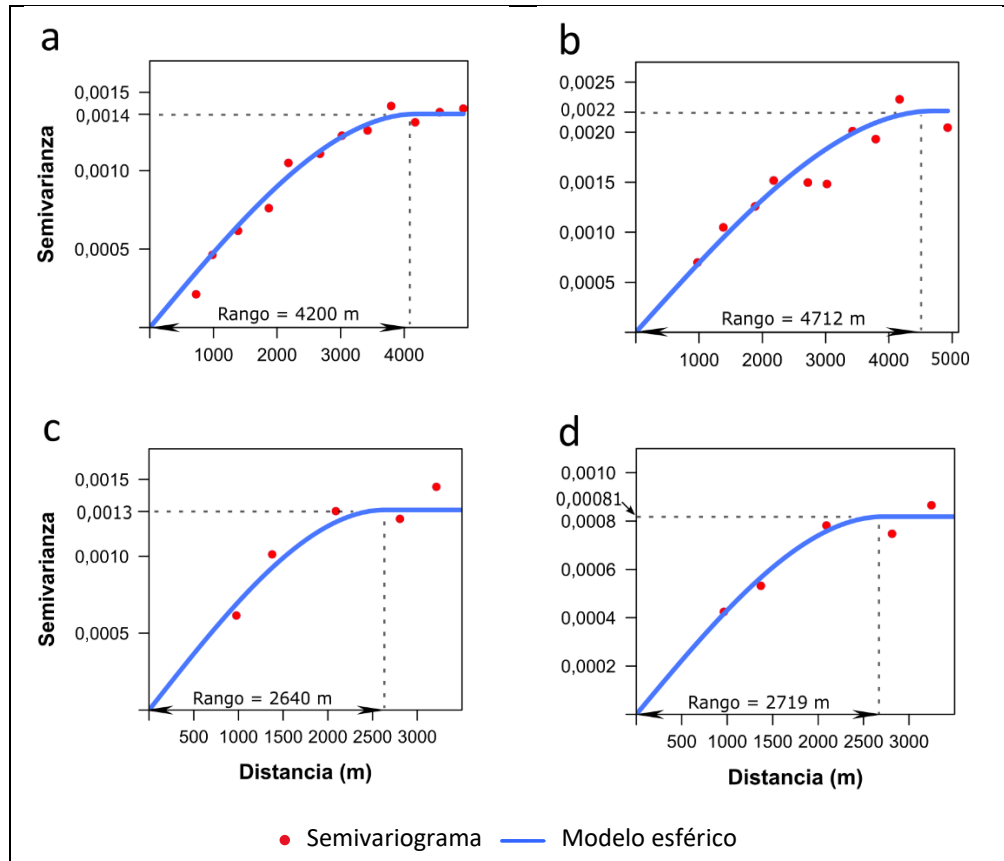 a
0,0015
0,0014
0,0010
0,0005
Semivarianza
Rango = 4200 m
1000 2000 3000 4000
b
0,0025
0,0022
0,0020
0,0015
0,0010
0,0005
Rango = 4712 m
1000 2000 3000 4000 5000
c
0,0015
0,0013
0,0010
0,0005
Semivarianza
Rango = 2640 m
500 1000 1500 2000 2500 3000
Distancia (m)
d
0,0010
0,00081
0,0008
0,0006
0,0004
0,0002
Rango = 2719 m
500 1000 1500 2000 2500 3000
Distancia (m)
Semivariograma Modelo esférico